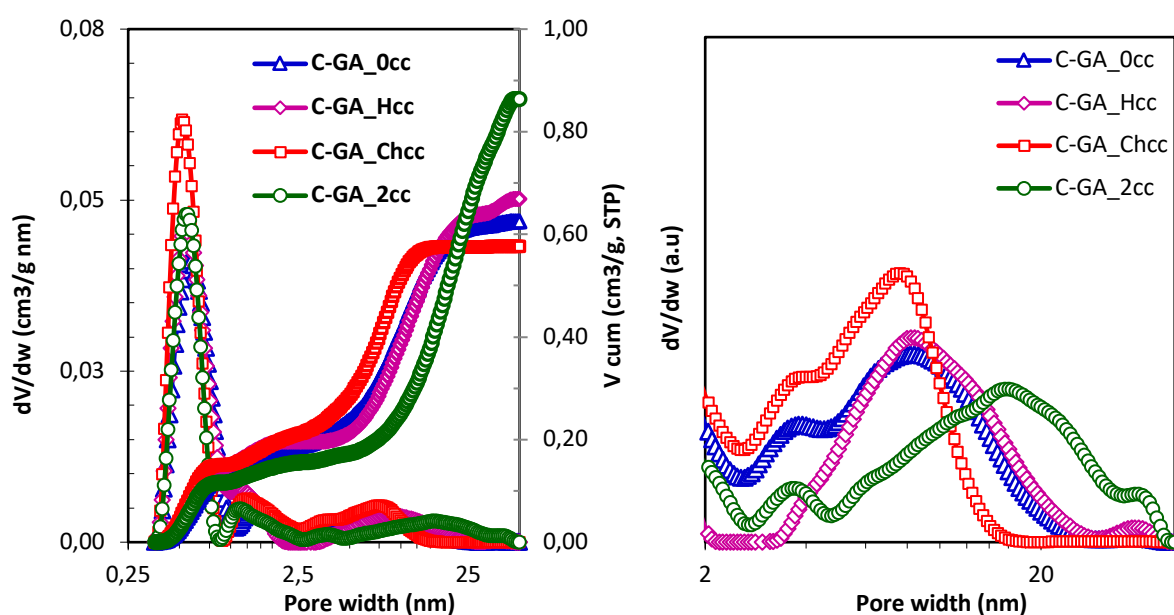 0,08
0,05
0,03
0,00
dV/dw (cm3/g nm)
C-GA_0cc
C-GA_Hcc
C-GA_Chcc
C-GA_2cc
1,00
0,80
0,60
0,40
0,20
0,00
V cum (cm3/g, STP)
0,25
2,5
25
Pore width (nm)
dV/dw (a.u)
C-GA_0cc
C-GA_Hcc
C-GA_Chcc
C-GA_2cc
2
20
Pore width (nm)